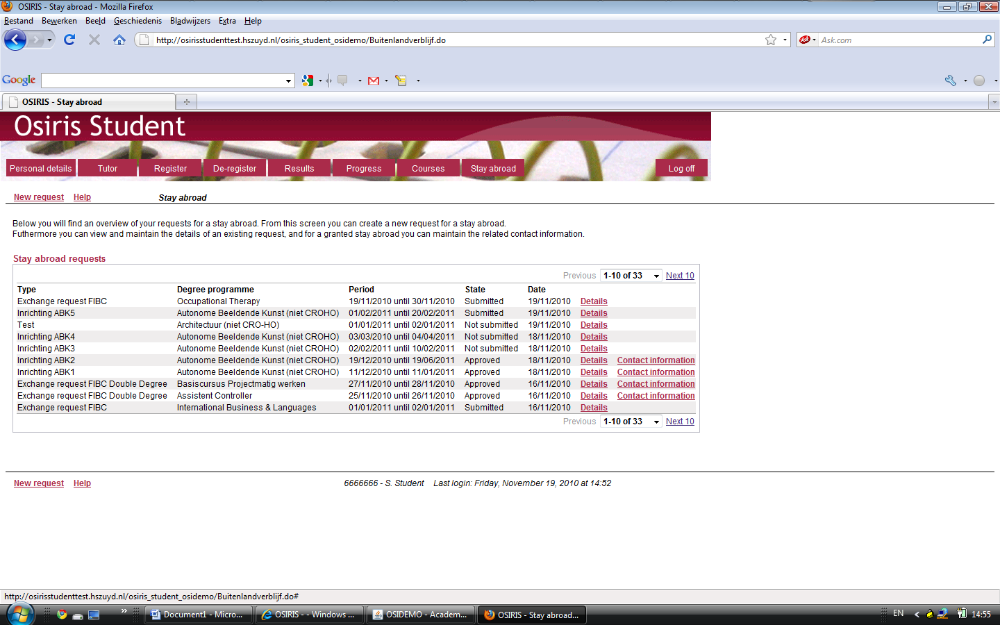 OSIRIS - Stay abroad - Mozilla Firefox
Bestand Bewerken Beeld Geschiedenis Bladwijzers Extra Help
http://osirisstudenttest.hszuyd.nl/osiris_student_osidemo/Buitenlandverblijf.do
Ask Ask.com
Google
OSIRIS - Stay abroad
Osiris Student
Personal details Tutor Register De-register Results Progress Courses Stay abroad Log off
New request Help Stay abroad
Below you will find an overview of your requests for a stay abroad. From this screen you can create a new request for a stay abroad.
Futhermore you can view and maintain the details of an existing request, and for a granted stay abroad you can maintain the related contact information.
Stay abroad requests
Previous 1-10 of 33 Next 10
Type Degree programme Period State Date
Exchange request FIBC Occupational Therapy 19/11/2010 until 30/11/2010 Submitted 19/11/2010 Details
Inrichting ABK5 Autonome Beeldende Kunst (niet CROHO) 01/02/2011 until 20/02/2011 Submitted 19/11/2010 Details
Test Architectuur (niet CRO-HO) 01/01/2011 until 02/01/2011 Not submitted 19/11/2010 Details
Inrichting ABK4 Autonome Beeldende Kunst (niet CROHO) 03/03/2010 until 04/04/2011 Not submitted 18/11/2010 Details
Inrichting ABK3 Autonome Beeldende Kunst (niet CROHO) 02/02/2011 until 10/02/2011 Not submitted 18/11/2010 Details
Inrichting ABK2 Autonome Beeldende Kunst (niet CROHO) 19/12/2010 until 19/06/2011 Approved 18/11/2010 Details Contact information
Inrichting ABK1 Autonome Beeldende Kunst (niet CROHO) 11/12/2010 until 11/01/2011 Approved 18/11/2010 Details Contact information
Exchange request FIBC Double Degree Basiscursus Projectmatig werken 27/11/2010 until 28/11/2010 Approved 16/11/2010 Details Contact information
Exchange request FIBC Double Degree Assistent Controller 25/11/2010 until 26/11/2010 Approved 16/11/2010 Details Contact information
Exchange request FIBC International Business & Languages 01/01/2011 until 02/01/2011 Submitted 16/11/2010 Details
Previous 1-10 of 33 Next 10
New request Help 6666666 - S. Student Last login: Friday, November 19, 2010 at 14:52
http://osirisstudenttest.hszuyd.nl/osiris_student_osidemo/Buitenlandverblijf.do#
Document1 - Micro... OSIRIS - - Windows ... OSIDEMO - Academ... OSIRIS - Stay abroad... EN 14:55